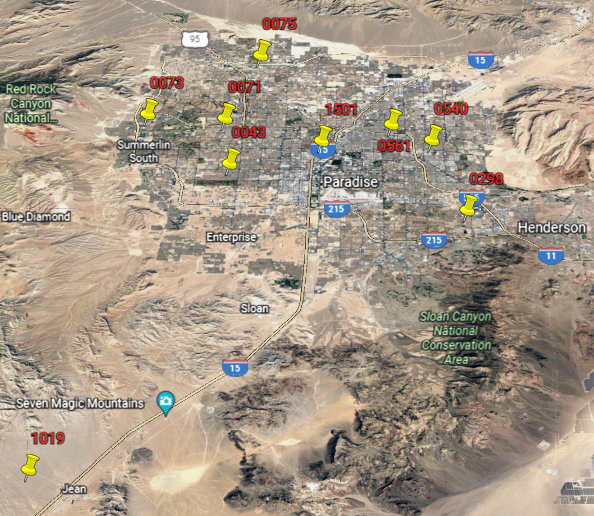 0075
95
15
Red Rock
Canyon
National...
0073
0071
1501
0540
0043
Summerlin
South
15
0561
Paradise
0298
215
Blue Diamond
Enterprise
215
Henderson
11
Sloan
Sloan Canyon
National
Conservation
Area
15
Seven Magic Mountains
1019
Jean